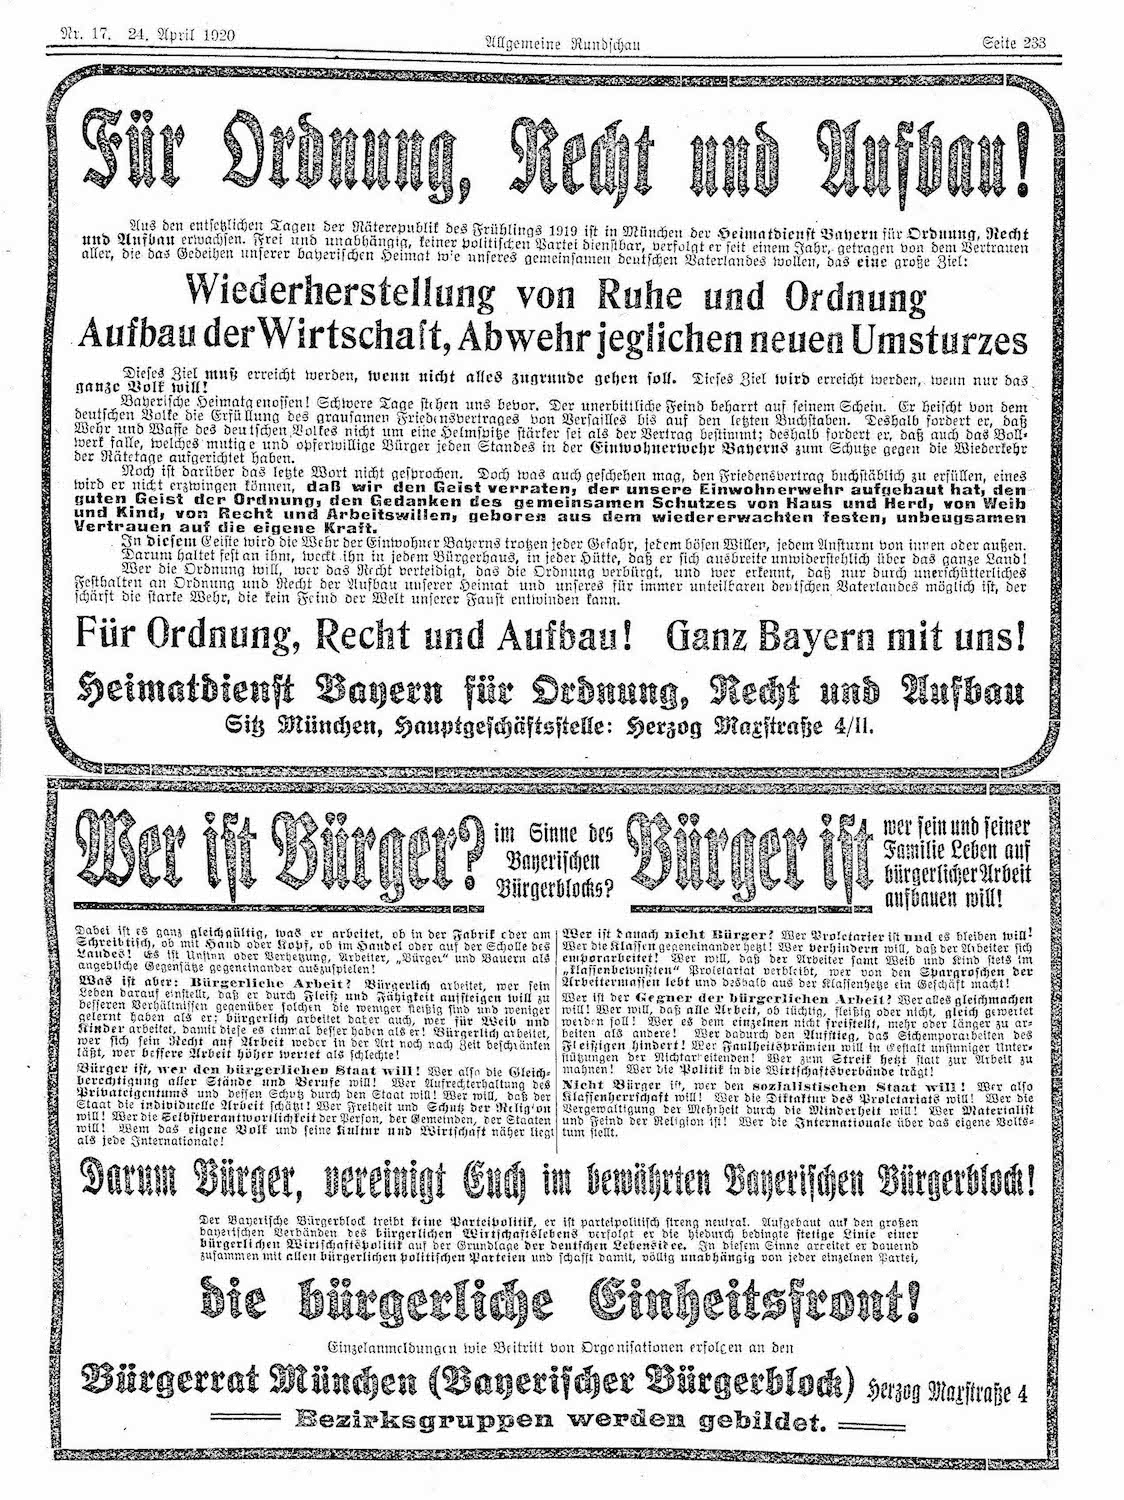 Nr. 17. 24. April 1920
Allgemeine Rundschau
Seite 233
Für Ordnung, Recht und Aufbau!
Aus den entsetzlichen Tagen der Räterepublik des Frühlings 1919 ist in München der Heimatdienst Bayern für Ordnung, Recht
und Aufbau erwachsen. Frei und unabhängig, keiner politischen Partei dienstbar, verfolgt er seit einem Jahr, getragen von dem Vertrauen
aller, die das Gedeihen unserer bayerischen Heimat wie unseres gemeinsamen deutschen Vaterlandes wollen, das eine große Ziel:
Wiederherstellung von Ruhe und Ordnung
Aufbau der Wirtschaft, Abwehr jeglichen neuen Umsturzes
Dieses Ziel muß erreicht werden, wenn nicht alles zugrunde gehen soll. Dieses Ziel wird erreicht werden, wenn nur das
ganze Volk will!
Bayerische Heimatgenossen! Schwere Tage stehen uns bevor. Der unerbittliche Feind beharrt auf seinem Schein. Er heischt von dem
deutschen Volke die Erfüllung des grausamen Friedensvertrages von Versailles bis auf den letzten Buchstaben. Deshalb fordert er, daß
Wehr und Waffe des deutschen Volkes nicht um eine Helmspitze stärker sei als der Vertrag bestimmt; deshalb fordert er, daß auch das Boll-
werk falle, welches mutige und opferwillige Bürger jeden Standes in der Einwohnerwehr Bayerns zum Schutze gegen die Wiederkehr
der Rätetage aufgerichtet haben.
Noch ist darüber das letzte Wort nicht gesprochen. Doch was auch geschehen mag, den Friedensvertrag buchstäblich zu erfüllen, eines
wird er nicht erzwingen können, daß wir den Geist verraten, der unsere Einwohnerwehr aufgebaut hat, den
guten Geist der Ordnung, den Gedanken des gemeinsamen Schutzes von Haus und Herd, von Weib
und Kind, von Recht und Arbeitswillen, geboren aus dem wiedererwachten festen, unbeugsamen
Vertrauen auf die eigene Kraft.
In diesem Geiste wird die Wehr der Einwohner Bayerns trotzen jeder Gefahr, jedem bösen Willen, jedem Ansturm von innen oder außen.
Darum haltet fest an ihm, weckt ihn in jedem Bürgerhaus, in jeder Hütte, daß er sich ausbreite unwiderstehlich über das ganze Land!
Wer die Ordnung will, wer das Recht verteidigt, das die Ordnung verbürgt, und wer erkennt, daß nur durch unerschütterliches
Festhalten an Ordnung und Recht der Aufbau unserer Heimat und unseres für immer unteilbaren deutschen Vaterlandes möglich ist, der
schärft die starke Wehr, die kein Feind der Welt unserer Faust entwinden kann.
Für Ordnung, Recht und Aufbau! Ganz Bayern mit uns!
Heimatdienst Bayern für Ordnung, Recht und Aufbau
Sitz München, Hauptgeschäftsstelle: Herzog Maxstraße 4/II.
Wer ist Bürger?
im Sinne des
Bayerischen
Bürgerblocks?
Bürger ist
wer sein und seiner
Familie Leben auf
bürgerlicher Arbeit
aufbauen will!
Dabei ist es ganz gleichgültig, was er arbeitet, ob in der Fabrik oder am
Schreibtisch, ob mit Hand oder Kopf, ob im Handel oder auf der Scholle des
Landes! Es ist Unsinn oder Verhetzung, Arbeiter, „Bürger" und Bauern als
angebliche Gegensätze gegeneinander auszuspielen!
Was ist aber: Bürgerliche Arbeit? Bürgerlich arbeitet, wer sein
Leben darauf einstellt, daß er durch Fleiß und Fähigkeit aufsteigen will zu
besseren Verhältnissen gegenüber solchen die weniger fleißig sind und weniger
gelernt haben als er; bürgerlich arbeitet daher auch, wer für Weib und
Kinder arbeitet, damit diese es einmal besser haben als er! Bürgerlich arbeitet,
wer sich sein Recht auf Arbeit weder in der Art noch nach Zeit beschränken
läßt, wer bessere Arbeit höher wertet als schlechte!
Bürger ist, wer den bürgerlichen Staat will! Wer also die Gleich-
berechtigung aller Stände und Berufe will! Wer Aufrechterhaltung des
Privateigentums und dessen Schutz durch den Staat will! Wer will, daß der
Staat die individuelle Arbeit schätzt! Wer Freiheit und Schutz der Religion
will! Wer die Selbstverantwortlichkeit der Person, der Gemeinden, der Staaten
will! Wem das eigene Volk und seine Kultur und Wirtschaft näher liegt
als jede Internationale!
Wer ist danach nicht Bürger? Wer Proletarier ist und es bleiben will!
Wer die Klassen gegeneinander hetzt! Wer verhindern will, daß der Arbeiter sich
emporarbeitet! Wer will, daß der Arbeiter samt Weib und Kind stets im
„klassenbewußten" Proletariat verbleibt, wer von den Spargroschen der
Arbeitermassen lebt und deshalb aus der Klassenhetze ein Geschäft macht!
Wer ist der Gegner der bürgerlichen Arbeit? Wer alles gleichmachen
will! Wer will, daß alle Arbeit, ob tüchtig, fleißig oder nicht, gleich gewertet
werden soll! Wer es dem einzelnen nicht freistellt, mehr oder länger zu ar-
beiten als andere! Wer dadurch den Aufstieg, das Sichemporarbeiten des
Fleißigen hindert! Wer Faulheitsprämien will in Gestalt unsinniger Unter-
stützungen der Nichtarbeitenden! Wer zum Streik hetzt statt zur Arbeit zu
mahnen! Wer die Politik in die Wirtschaftsverbände trägt!
Nicht Bürger ist, wer den sozialistischen Staat will! Wer also
Klassenherrschaft will! Wer die Diktatur des Proletariats will! Wer die
Vergewaltigung der Mehrheit durch die Minderheit will! Wer Materialist
und Feind der Religion ist! Wer die Internationale über das eigene Volks-
tum stellt.
Darum Bürger, vereinigt Euch im bewährten Bayerischen Bürgerblock!
Der Bayerische Bürgerblock treibt keine Parteipolitik, er ist parteipolitisch streng neutral. Aufgebaut auf den großen
bayerischen Verbänden des bürgerlichen Wirtschaftslebens verfolgt er die hiedurch bedingte stetige Linie einer
bürgerlichen Wirtschaftspolitik auf der Grundlage der deutschen Lebensidee. In diesem Sinne arbeitet er dauernd
zusammen mit allen bürgerlichen politischen Parteien und schafft damit, völlig unabhängig von jeder einzelnen Partei,
die bürgerliche Einheitsfront!
Einzelanmeldungen wie Beitritt von Organisationen erfolgen an den
Bürgerrat München (Bayerischer Bürgerblock) Herzog Maxstraße 4
Bezirksgruppen werden gebildet.